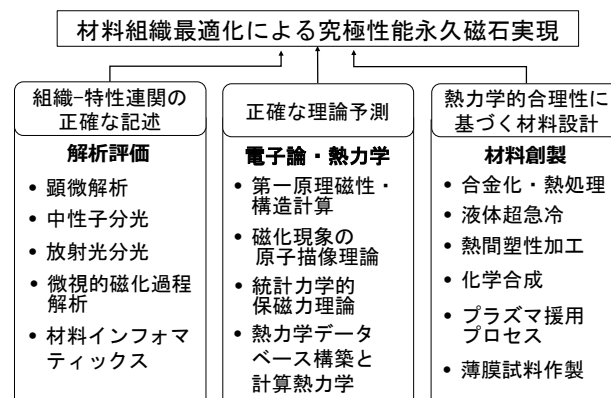 材料組織最適化による究極性能永久磁石実現
組織−特性連関の
正確な記述
解析評価
• 顕微解析
• 中性子分光
• 放射光分光
• 微視的磁化過程
解析
• 材料インフォマ
ティックス
正確な理論予測
電子論・熱力学
• 第一原理磁性・
構造計算
• 磁化現象の
原子描像理論
• 統計力学的
保磁力理論
• 熱力学データ
ベース構築と
計算熱力学
熱力学的合理性に
基づく材料設計
材料創製
• 合金化・熱処理
• 液体超急冷
• 熱間塑性加工
• 化学合成
• プラズマ援用
プロセス
• 薄膜試料作製